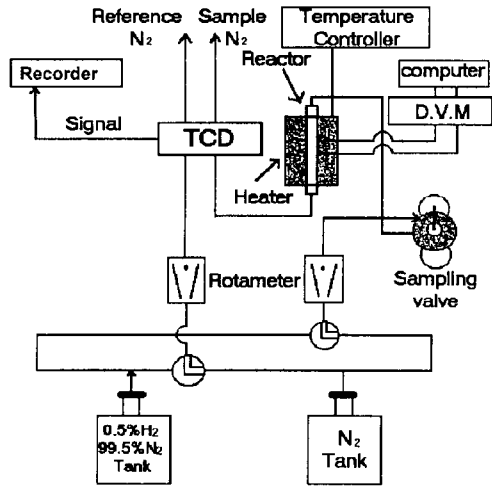 Reference
N₂
Sample
N₂
Temperature
Controller
Reactor
Recorder
computer
D.V.M
Signal
TCD
Heater
Rotameter
Sampling
valve
0.5%H₂
99.5%N₂
Tank
N₂
Tank